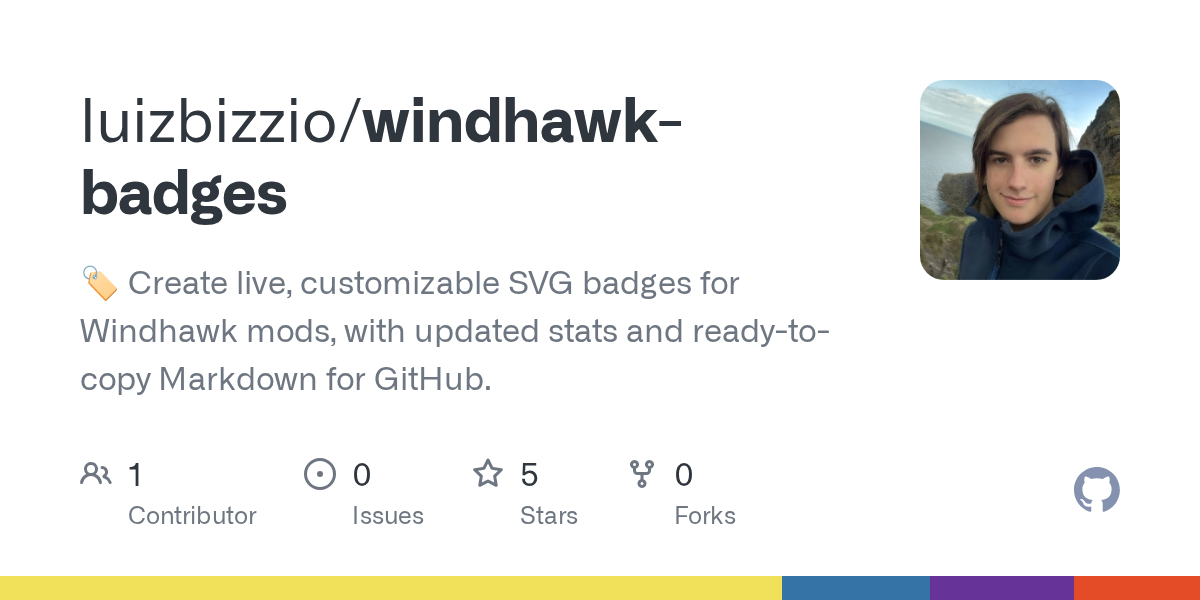 luizbizzio/windhawk-
badges
🏷️ Create live, customizable SVG badges for
Windhawk mods, with updated stats and ready-to-
copy Markdown for GitHub.
1 0 5 0
Contributor Issues Stars Forks